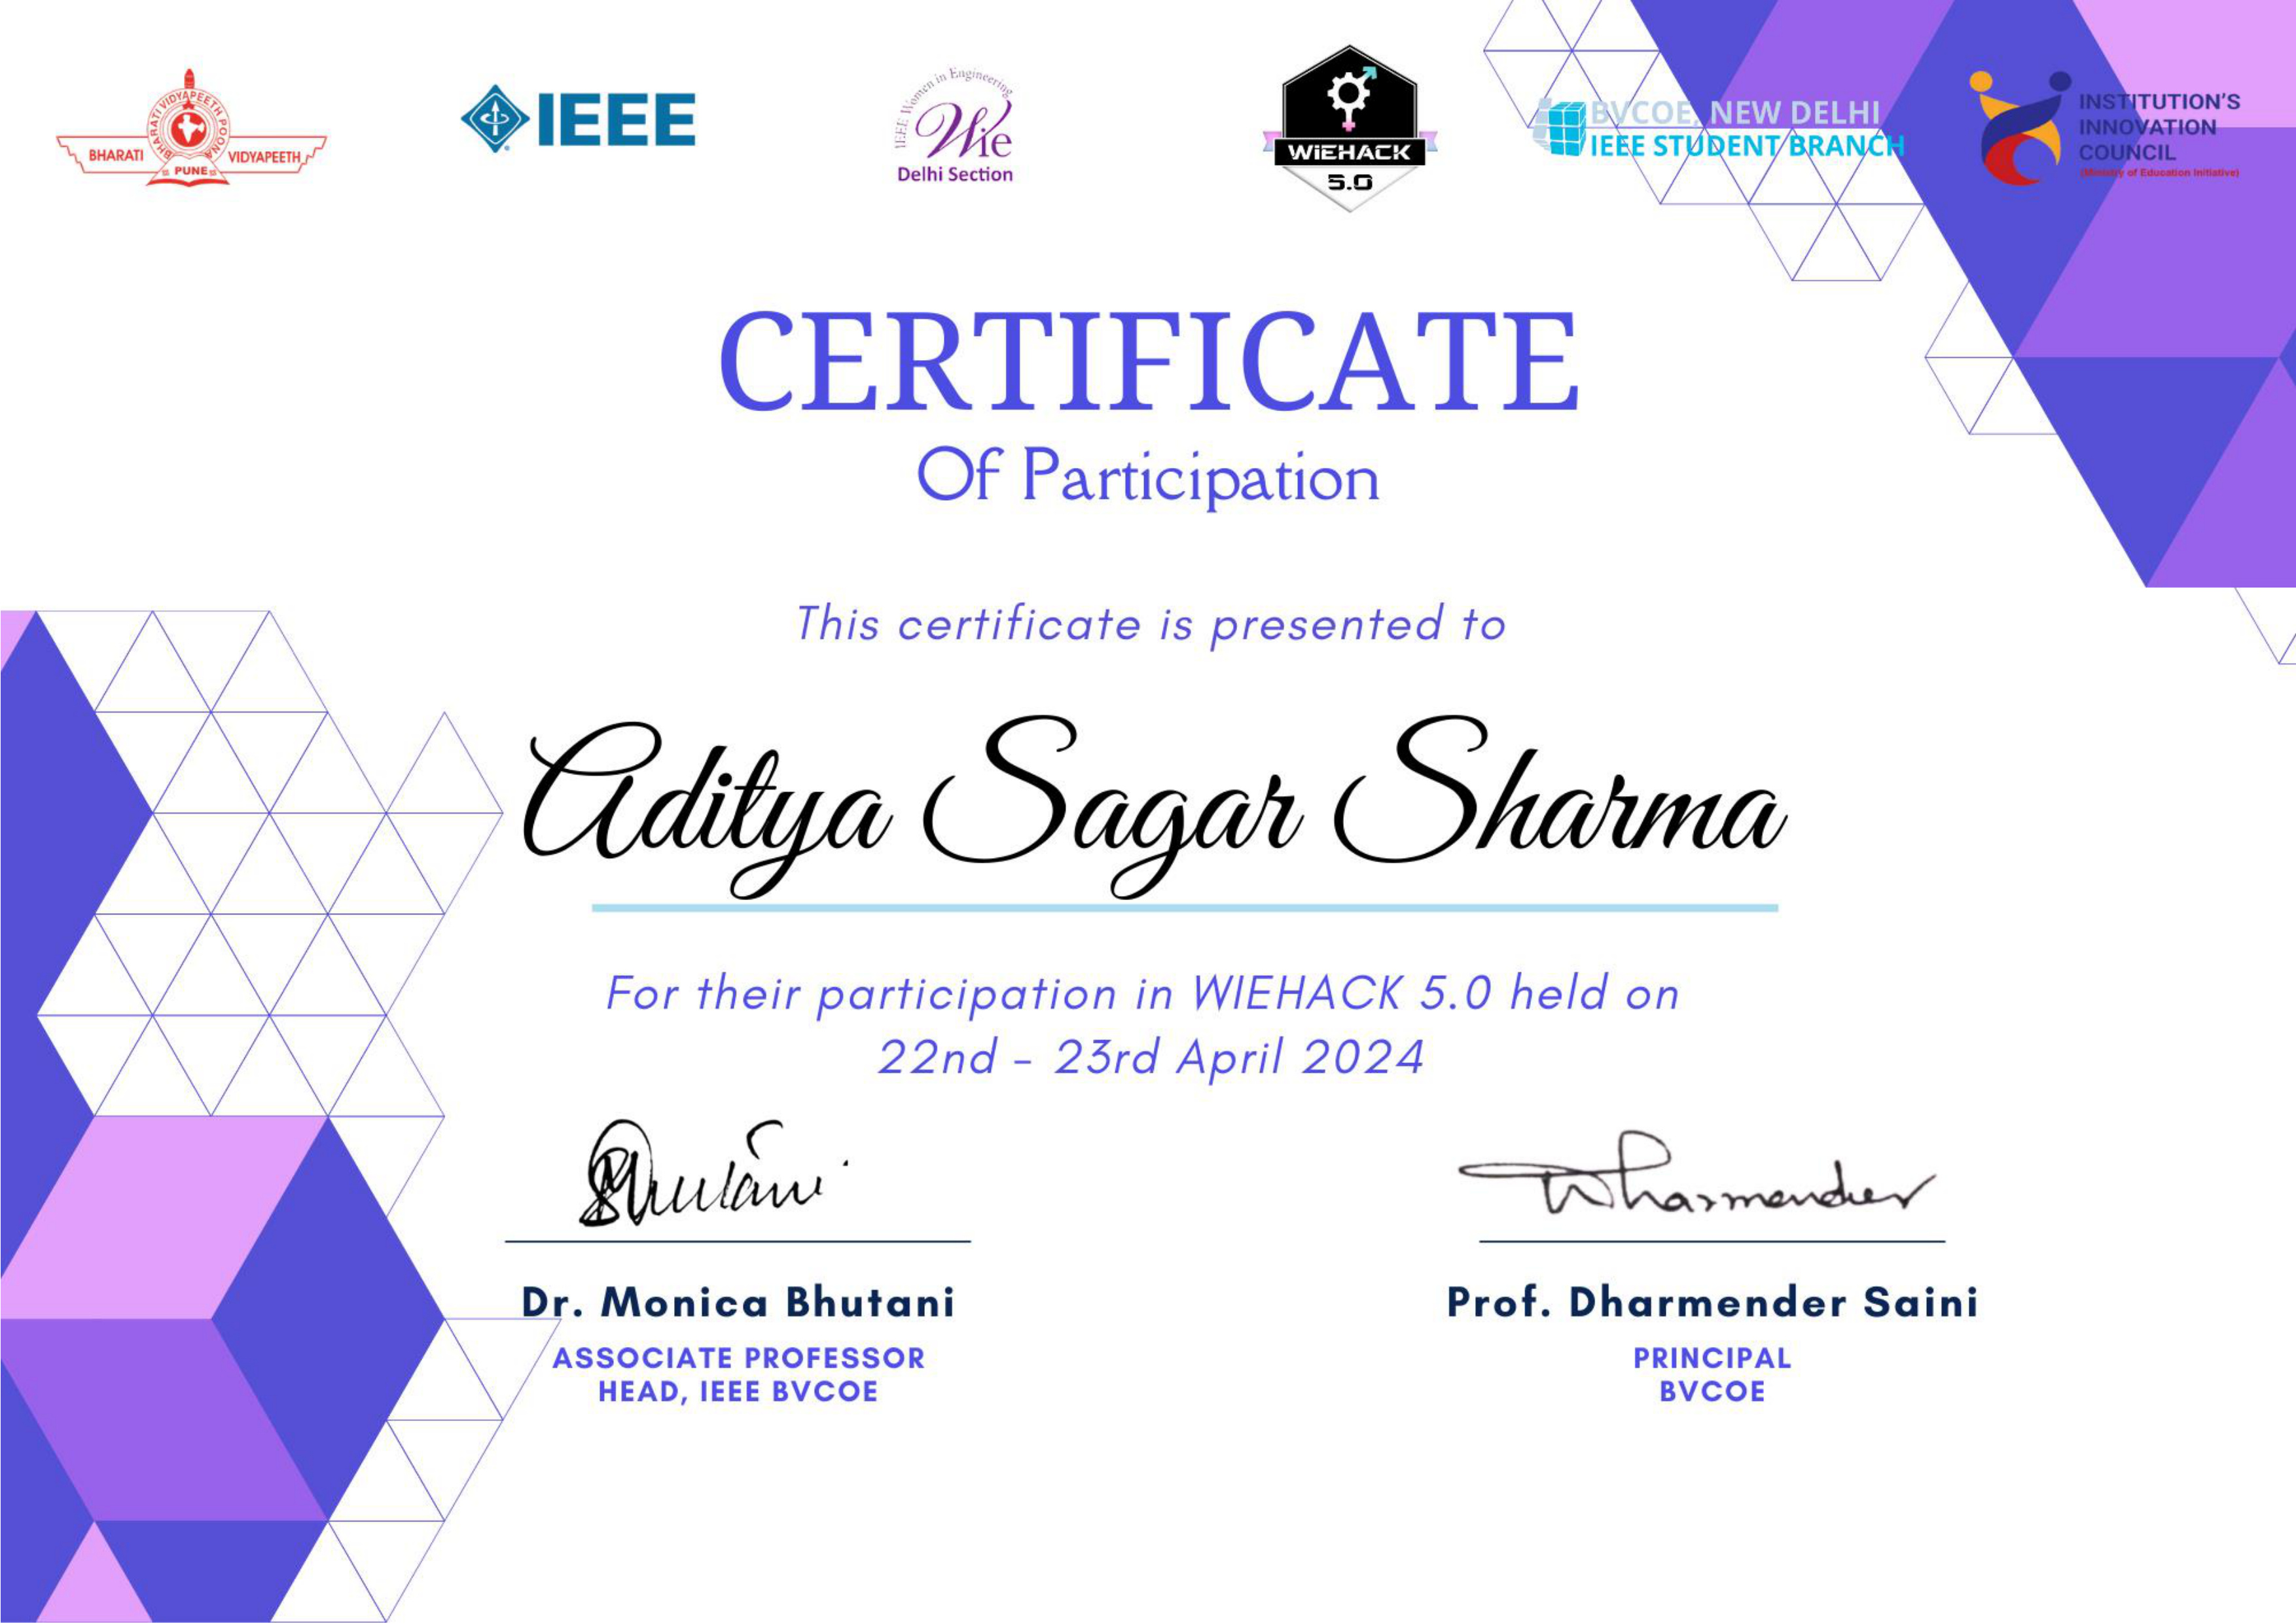 BHARATI VIDYAPEETH POONA
BHARATI
VIDYAPEETH
PUNE
IEEE
IEEE Women in Engineering
Wie
Delhi Section
WiEHACK
5.0
BVCOE, NEW DELHI
IEEE STUDENT BRANCH
INSTITUTION'S
INNOVATION
COUNCIL
(Ministry of Education Initiative)
CERTIFICATE
Of Participation
This certificate is presented to
Aditya Sagar Sharma
For their participation in WIEHACK 5.0 held on
22nd - 23rd April 2024
Bhutani
Dharmender
Dr. Monica Bhutani
ASSOCIATE PROFESSOR
HEAD, IEEE BVCOE
Prof. Dharmender Saini
PRINCIPAL
BVCOE